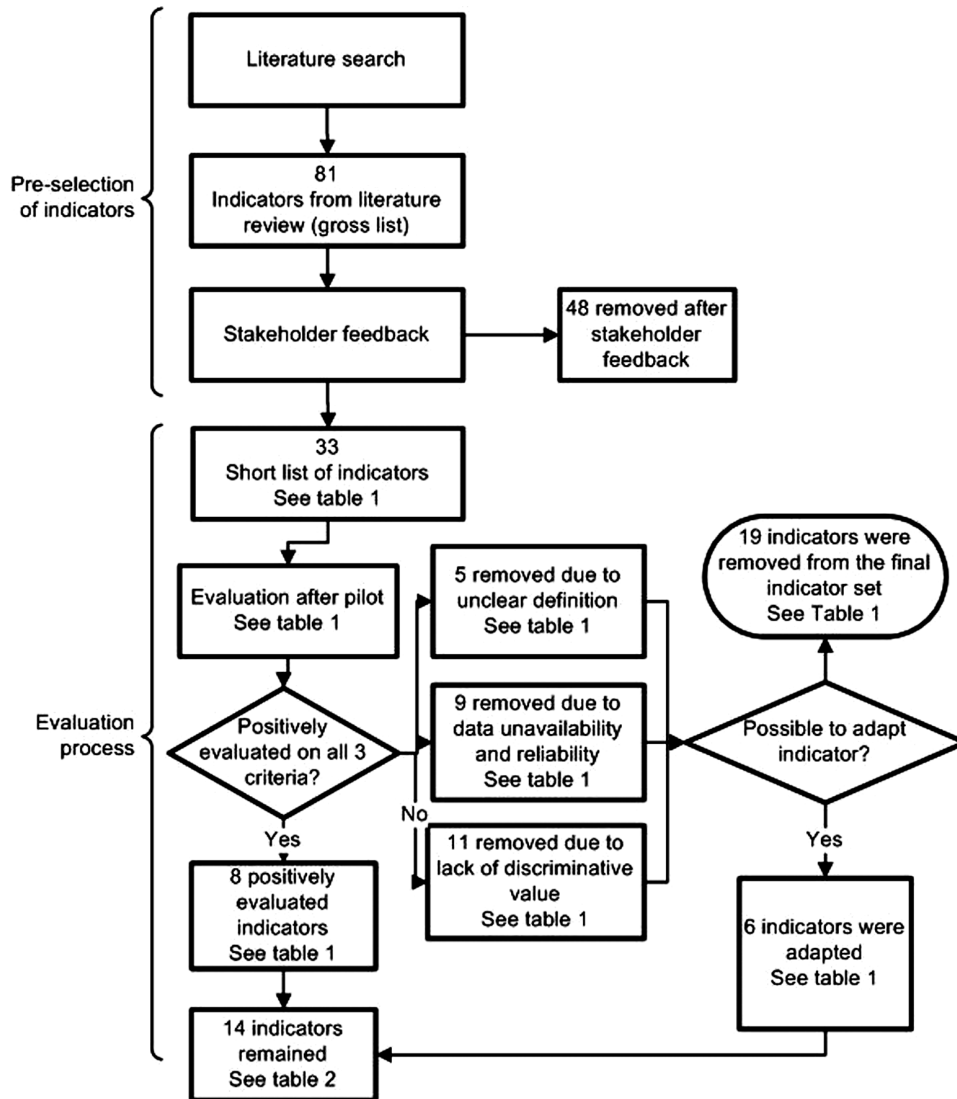 Literature search
Pre-selection
of indicators
81
Indicators from literature
review (gross list)
Stakeholder feedback
48 removed after
stakeholder
feedback
33
Short list of indicators
See table 1
Evaluation after pilot
See table 1
Evaluation
process
Positively
evaluated on all 3
criteria?
No
5 removed due to
unclear definition
See table 1
9 removed due to
data unavailability
and reliability
See table 1
11 removed due to
lack of discriminative
value
See table 1
19 indicators were
removed from the final
indicator set
See Table 1
Possible to adapt
indicator?
Yes
8 positively
evaluated
indicators
See table 1
Yes
6 indicators were
adapted
See table 1
14 indicators
remained
See table 2